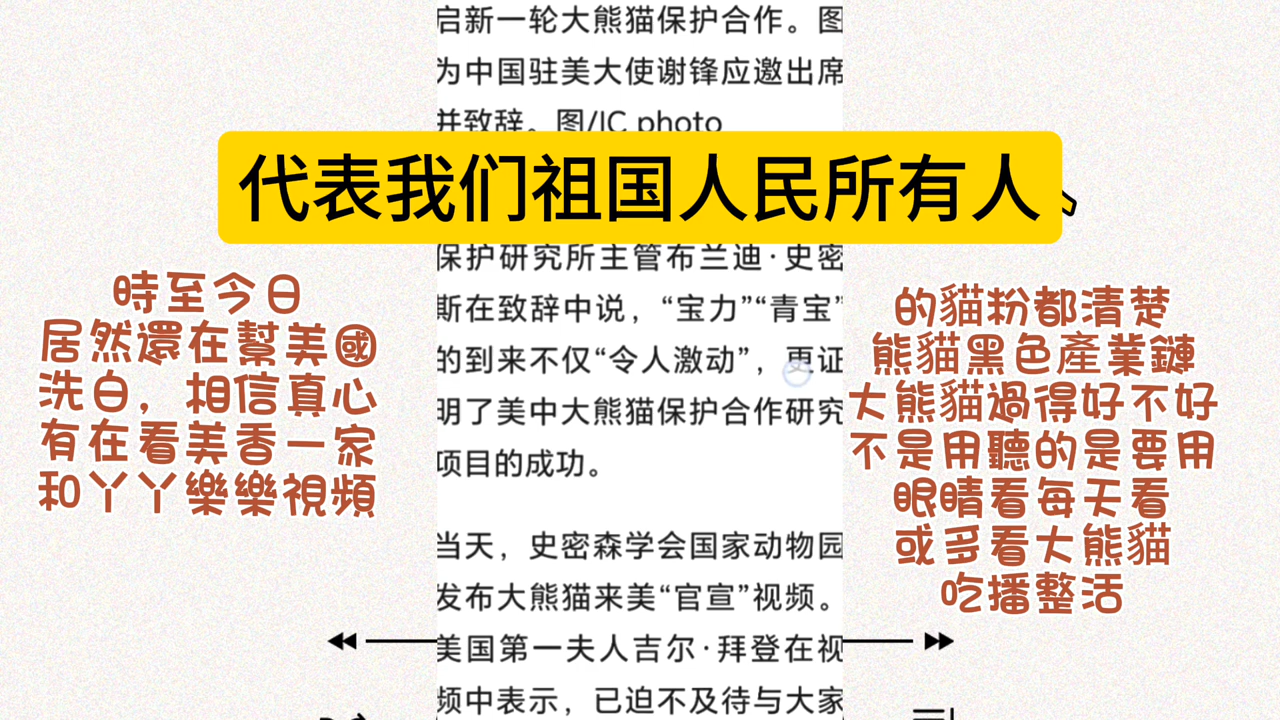 启新一轮大熊猫保护合作。图
为中国驻美大使谢锋应邀出席
并致辞。图/IC photo
代表我们祖国人民所有人
保护研究所主管布兰迪·史密
斯在致辞中说，“宝力”“青宝”
的到来不仅“令人激动”，更证
明了美中大熊猫保护合作研究
项目的成功。
当天，史密森学会国家动物园
发布大熊猫来美“官宣”视频。
美国第一夫人吉尔·拜登在视
频中表示，已迫不及待与大家
時至今日
居然還在幫美國
洗白，相信真心
有在看美香一家
和丫丫樂樂視頻
的貓粉都清楚
熊貓黑色產業鏈
大熊貓過得好不好
不是用聽的是要用
眼睛看每天看
或多看大熊貓
吃播整活